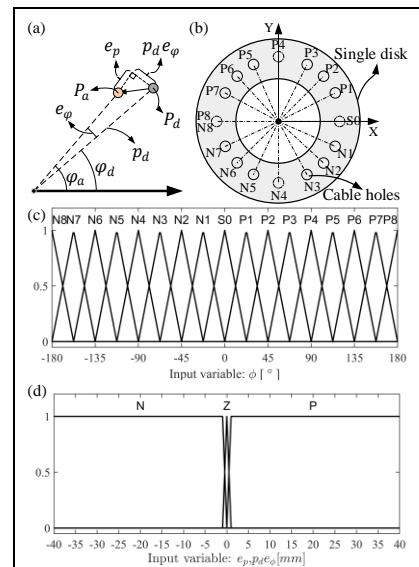 (a)
e_p
p_d e_φ
P_a
P_d
e_φ
p_d
φ_d
φ_a
(b)
Y
P4
P5
P3
P6
P2
P7
P1
P8
N8
S0
X
N7
N1
N6
N2
N5
N4
N3
Single disk
Cable holes
(c)
N8 N7 N6 N5 N4 N3 N2 N1 S0 P1 P2 P3 P4 P5 P6 P7 P8
1
0.5
0
-180 -135 -90 -45 0 45 90 135 180
Input variable: ϕ [ ° ]
(d)
N Z P
1
0.5
0
-40 -35 -30 -25 -20 -15 -10 -5 0 5 10 15 20 25 30 35 40
Input variable: e_p,p_d e_ϕ[mm]